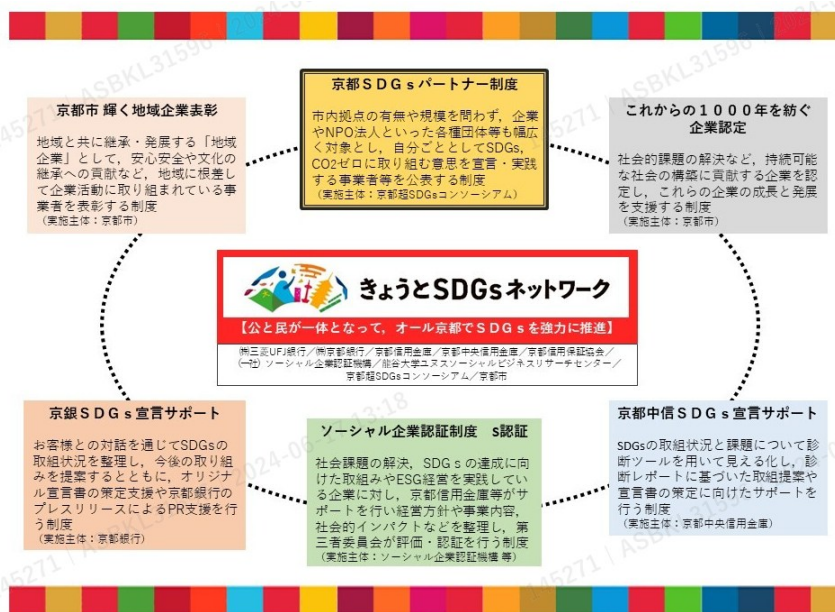 京都ＳＤＧｓパートナー制度
市内拠点の有無や規模を問わず，企業
やNPO法人といった各種団体等も幅広
く対象とし，自分ごととしてSDGs,
CO2ゼロに取り組む意思を宣言・実践
する事業者等を公表する制度
（実施主体：京都超SDGsコンソーシアム）
京都市 輝く地域企業表彰
地域と共に継承・発展する「地域
企業」として，安心安全や文化の
継承への貢献など，地域に根差し
て企業活動に取り組まれている事
業者を表彰する制度
（実施主体：京都市）
これからの１０００年を紡ぐ
企業認定
社会的課題の解決など，持続可能
な社会の構築に貢献する企業を認
定し，これらの企業の成長と発展
を支援する制度
（実施主体：京都市）
きょうとSDGsネットワーク
【公と民が一体となって，オール京都でＳＤＧｓを強力に推進】
㈱三菱UFJ銀行／㈱京都銀行／京都信用金庫／京都中央信用金庫／京都信用保証協会／
（一社）ソーシャル企業認証機構／龍谷大学ユヌスソーシャルビジネスリサーチセンター／
京都超SDGsコンソーシアム／京都市
京銀ＳＤＧｓ宣言サポート
お客様との対話を通じてSDGsの
取組状況を整理し，今後の取り組
みを提案するとともに，オリジナ
ル宣言書の策定支援や京都銀行の
プレスリリースによるPR支援を行
う制度
（実施主体：京都銀行）
ソーシャル企業認証制度　S認証
社会課題の解決，SDGｓの達成に向
けた取組みやESG経営を実践してい
る企業に対し，京都信用金庫等がサ
ポートを行い経営方針や事業内容，
社会的インパクトなどを整理し，第
三者委員会が評価・認証を行う制度
（実施主体：ソーシャル企業認証機構 等）
京都中信ＳＤＧｓ宣言サポート
SDGsの取組状況と課題について診
断ツールを用いて見える化し，診
断レポートに基づいた取組提案や
宣言書の策定に向けたサポートを
行う制度
（実施主体：京都中央信用金庫）
145271 | ASBKL31596 | 2024-06-17 13:18